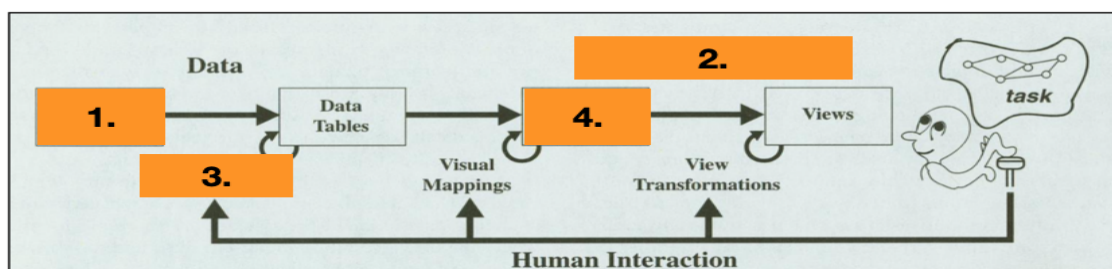 Data
2.
task
1.
Data
Tables
4.
Views
3.
Visual
Mappings
View
Transformations
Human Interaction